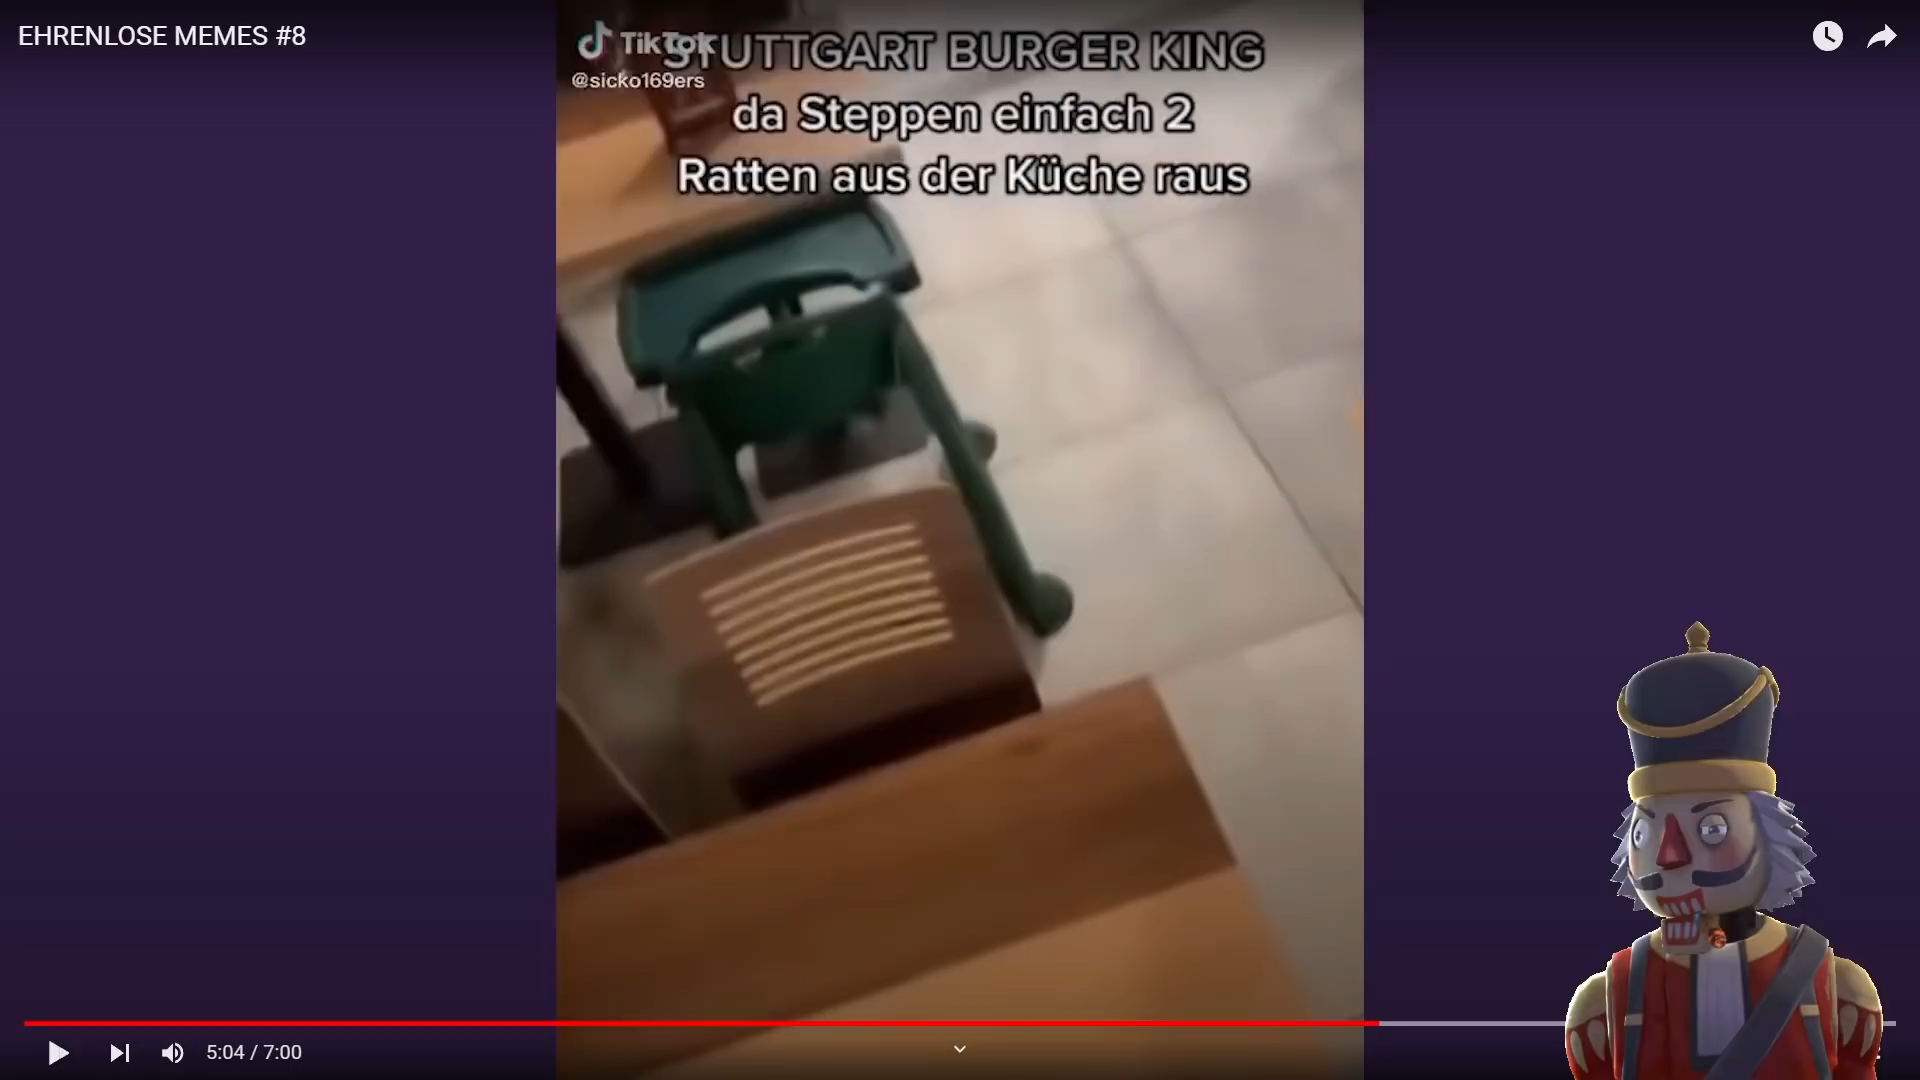 EHRENLOSE MEMES #8
TikTok
@sicko169ers
STUTTGART BURGER KING
da Steppen einfach 2
Ratten aus der Küche raus
5:04 / 7:00